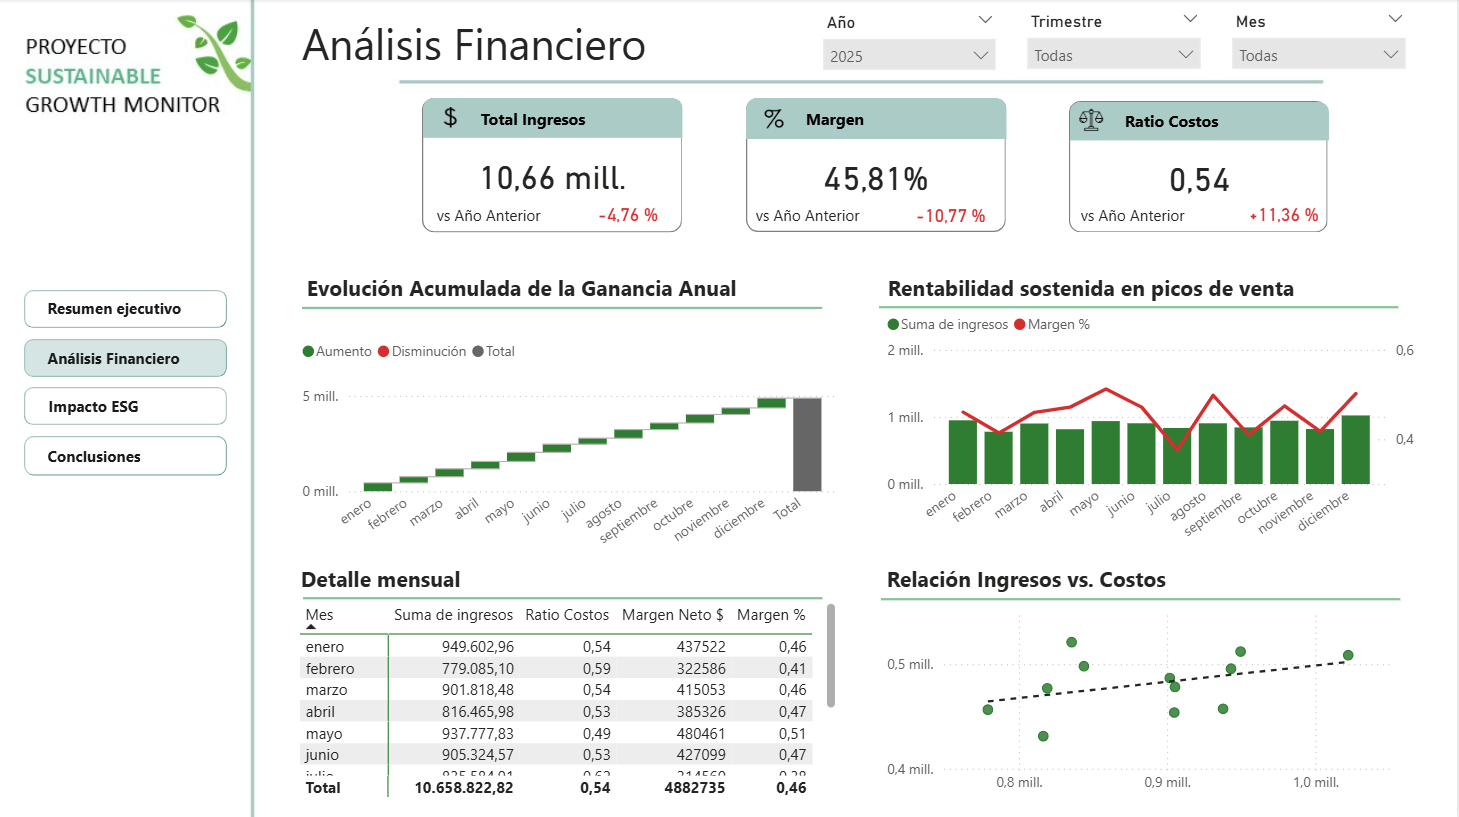 PROYECTO
SUSTAINABLE
GROWTH MONITOR
Resumen ejecutivo
Análisis Financiero
Impacto ESG
Conclusiones
Análisis Financiero
Año
2025
Trimestre
Todas
Mes
Todas
$ Total Ingresos
10,66 mill.
vs Año Anterior -4,76 %
% Margen
45,81%
vs Año Anterior -10,77 %
Ratio Costos
0,54
vs Año Anterior +11,36 %
Evolución Acumulada de la Ganancia Anual
Aumento Disminución Total
5 mill.
0 mill.
enero febrero marzo abril mayo junio julio agosto septiembre octubre noviembre diciembre Total
Rentabilidad sostenida en picos de venta
Suma de ingresos Margen %
2 mill. 0,6
1 mill.
0,4
0 mill.
enero febrero marzo abril mayo junio julio agosto septiembre octubre noviembre diciembre
Detalle mensual
Mes Suma de ingresos Ratio Costos Margen Neto $ Margen %
enero 949.602,96 0,54 437522 0,46
febrero 779.085,10 0,59 322586 0,41
marzo 901.818,48 0,54 415053 0,46
abril 816.465,98 0,53 385326 0,47
mayo 937.777,83 0,49 480461 0,51
junio 905.324,57 0,53 427099 0,47
julio
Total 10.658.822,82 0,54 4882735 0,46
Relación Ingresos vs. Costos
0,5 mill.
0,4 mill.
0,8 mill. 0,9 mill. 1,0 mill.